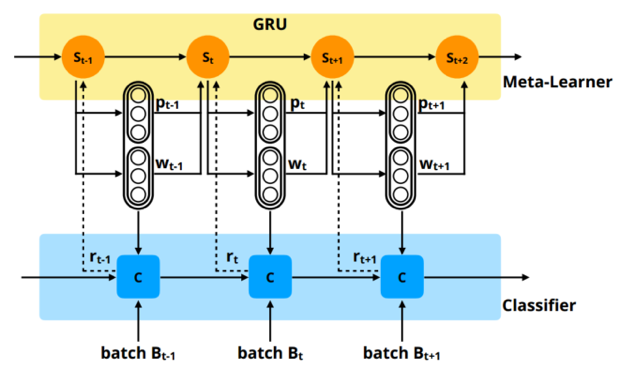 GRU
S_{t-1} S_t S_{t+1} S_{t+2}
Meta-Learner
p_{t-1} p_t p_{t+1}
w_{t-1} w_t w_{t+1}
r_{t-1} r_t r_{t+1}
C C C
Classifier
batch B_{t-1} batch B_t batch B_{t+1}